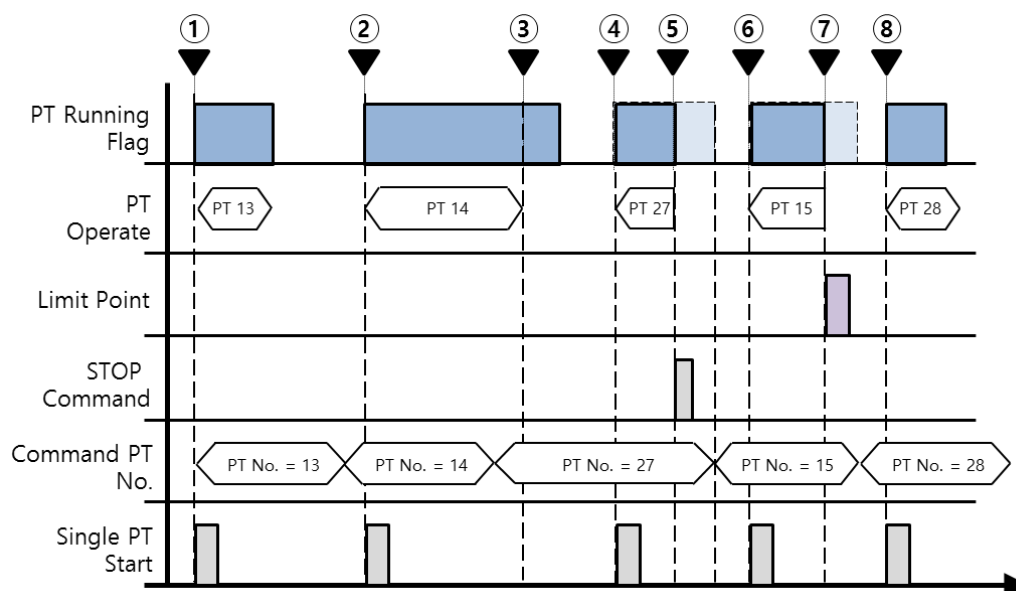 ① ② ③ ④ ⑤ ⑥ ⑦ ⑧
PT Running
Flag
PT
Operate
PT 13
PT 14
PT 27
PT 15
PT 28
Limit Point
STOP
Command
Command PT
No.
PT No. = 13
PT No. = 14
PT No. = 27
PT No. = 15
PT No. = 28
Single PT
Start